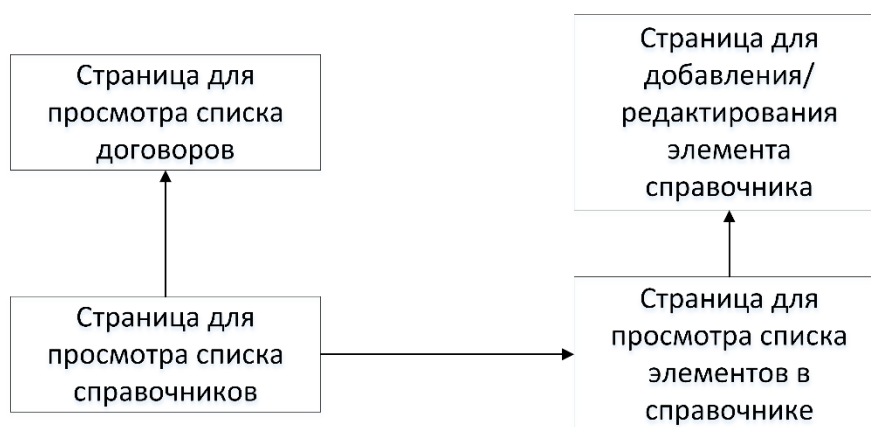 Страница для
просмотра списка
договоров
Страница для
добавления/
редактирования
элемента
справочника
Страница для
просмотра списка
справочников
Страница для
просмотра списка
элементов в
справочнике